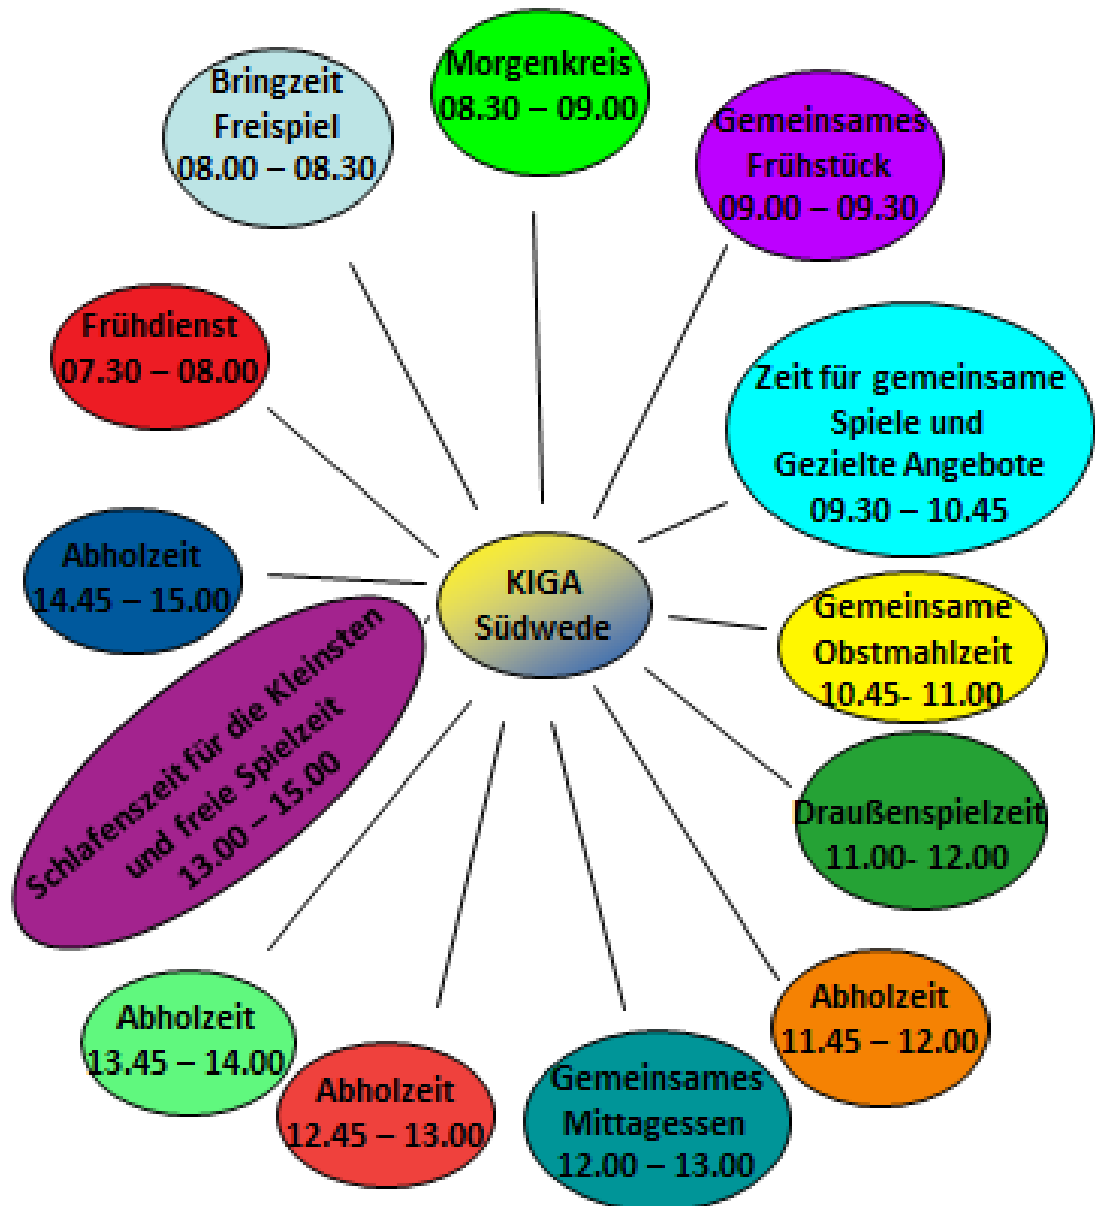 Morgenkreis
08.30 – 09.00
Bringzeit
Freispiel
08.00 – 08.30
Gemeinsames
Frühstück
09.00 – 09.30
Frühdienst
07.30 – 08.00
Zeit für gemeinsame
Spiele und
Gezielte Angebote
09.30 – 10.45
Abholzeit
14.45 – 15.00
KIGA
Südwede
Gemeinsame
Obstmahlzeit
10.45- 11.00
Schlafenszeit für die Kleinsten
und freie Spielzeit
13.00 – 15.00
Draußenspielzeit
11.00- 12.00
Abholzeit
13.45 – 14.00
Abholzeit
12.45 – 13.00
Gemeinsames
Mittagessen
12.00 – 13.00
Abholzeit
11.45 – 12.00